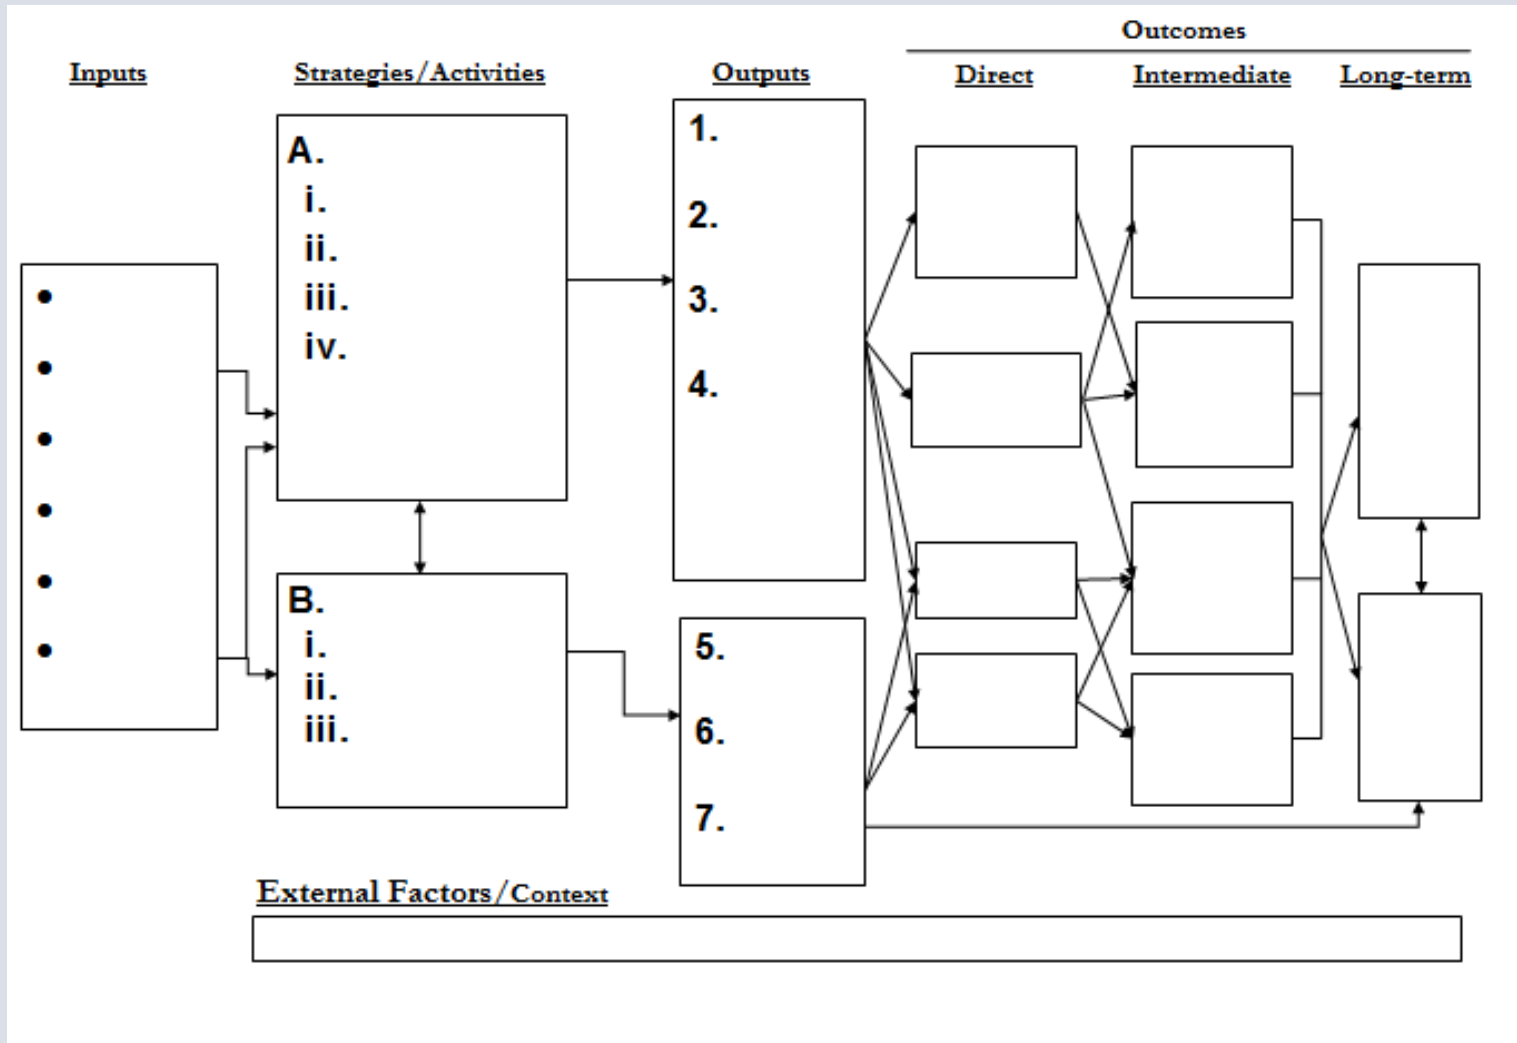 Outcomes
Inputs
Strategies/Activities
Outputs
Direct
Intermediate
Long-term
A.
i.
ii.
iii.
iv.
B.
i.
ii.
iii.
1.
2.
3.
4.
5.
6.
7.
External Factors/Context